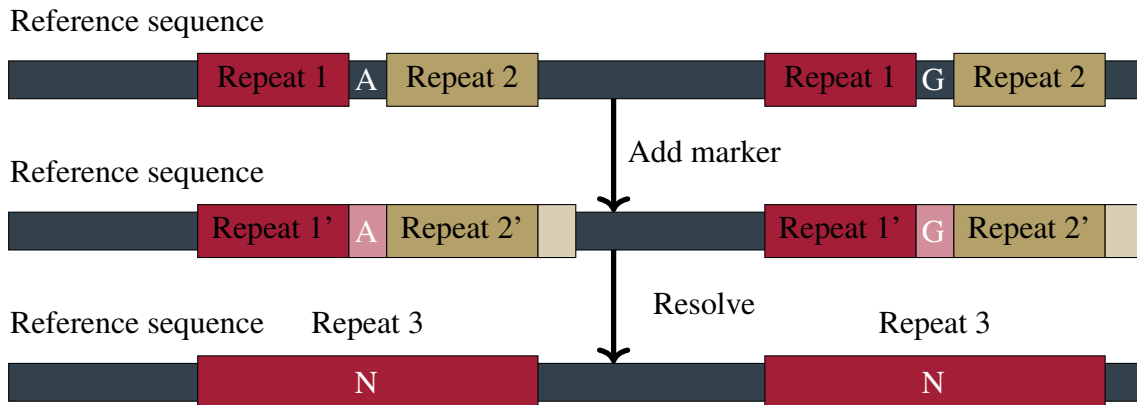 Reference sequence
Repeat 1 A Repeat 2 Repeat 1 G Repeat 2
Add marker
Reference sequence
Repeat 1’ A Repeat 2’ Repeat 1’ G Repeat 2’
Resolve
Reference sequence Repeat 3 Repeat 3
N N